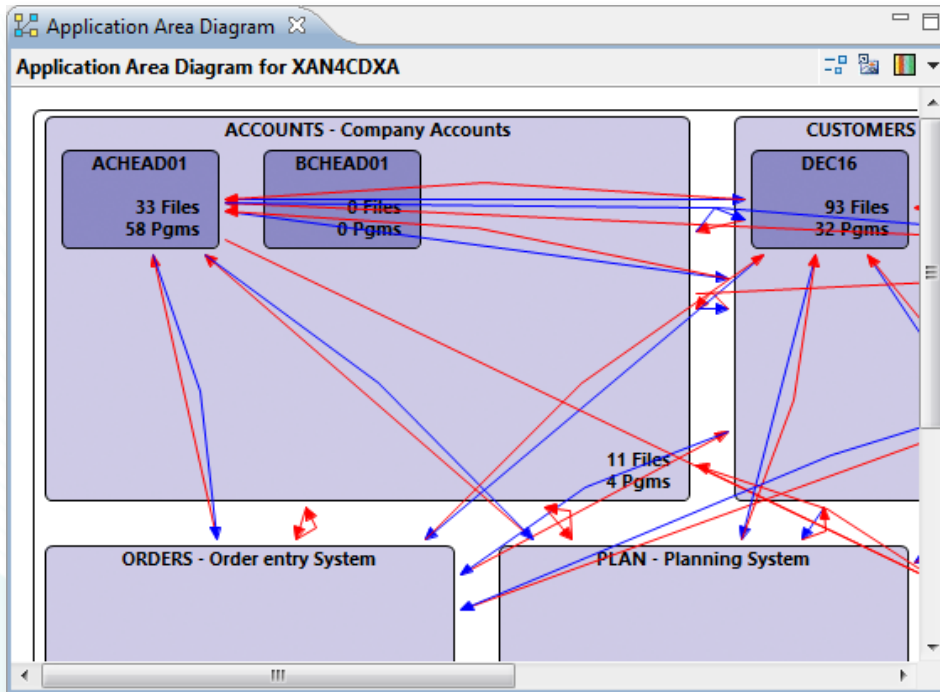 Application Area Diagram
Application Area Diagram for XAN4CDXA
ACCOUNTS - Company Accounts
ACHEAD01
33 Files
58 Pgms
BCHEAD01
0 Files
0 Pgms
11 Files
4 Pgms
CUSTOMERS
DEC16
93 Files
32 Pgms
ORDERS - Order entry System
PLAN - Planning System